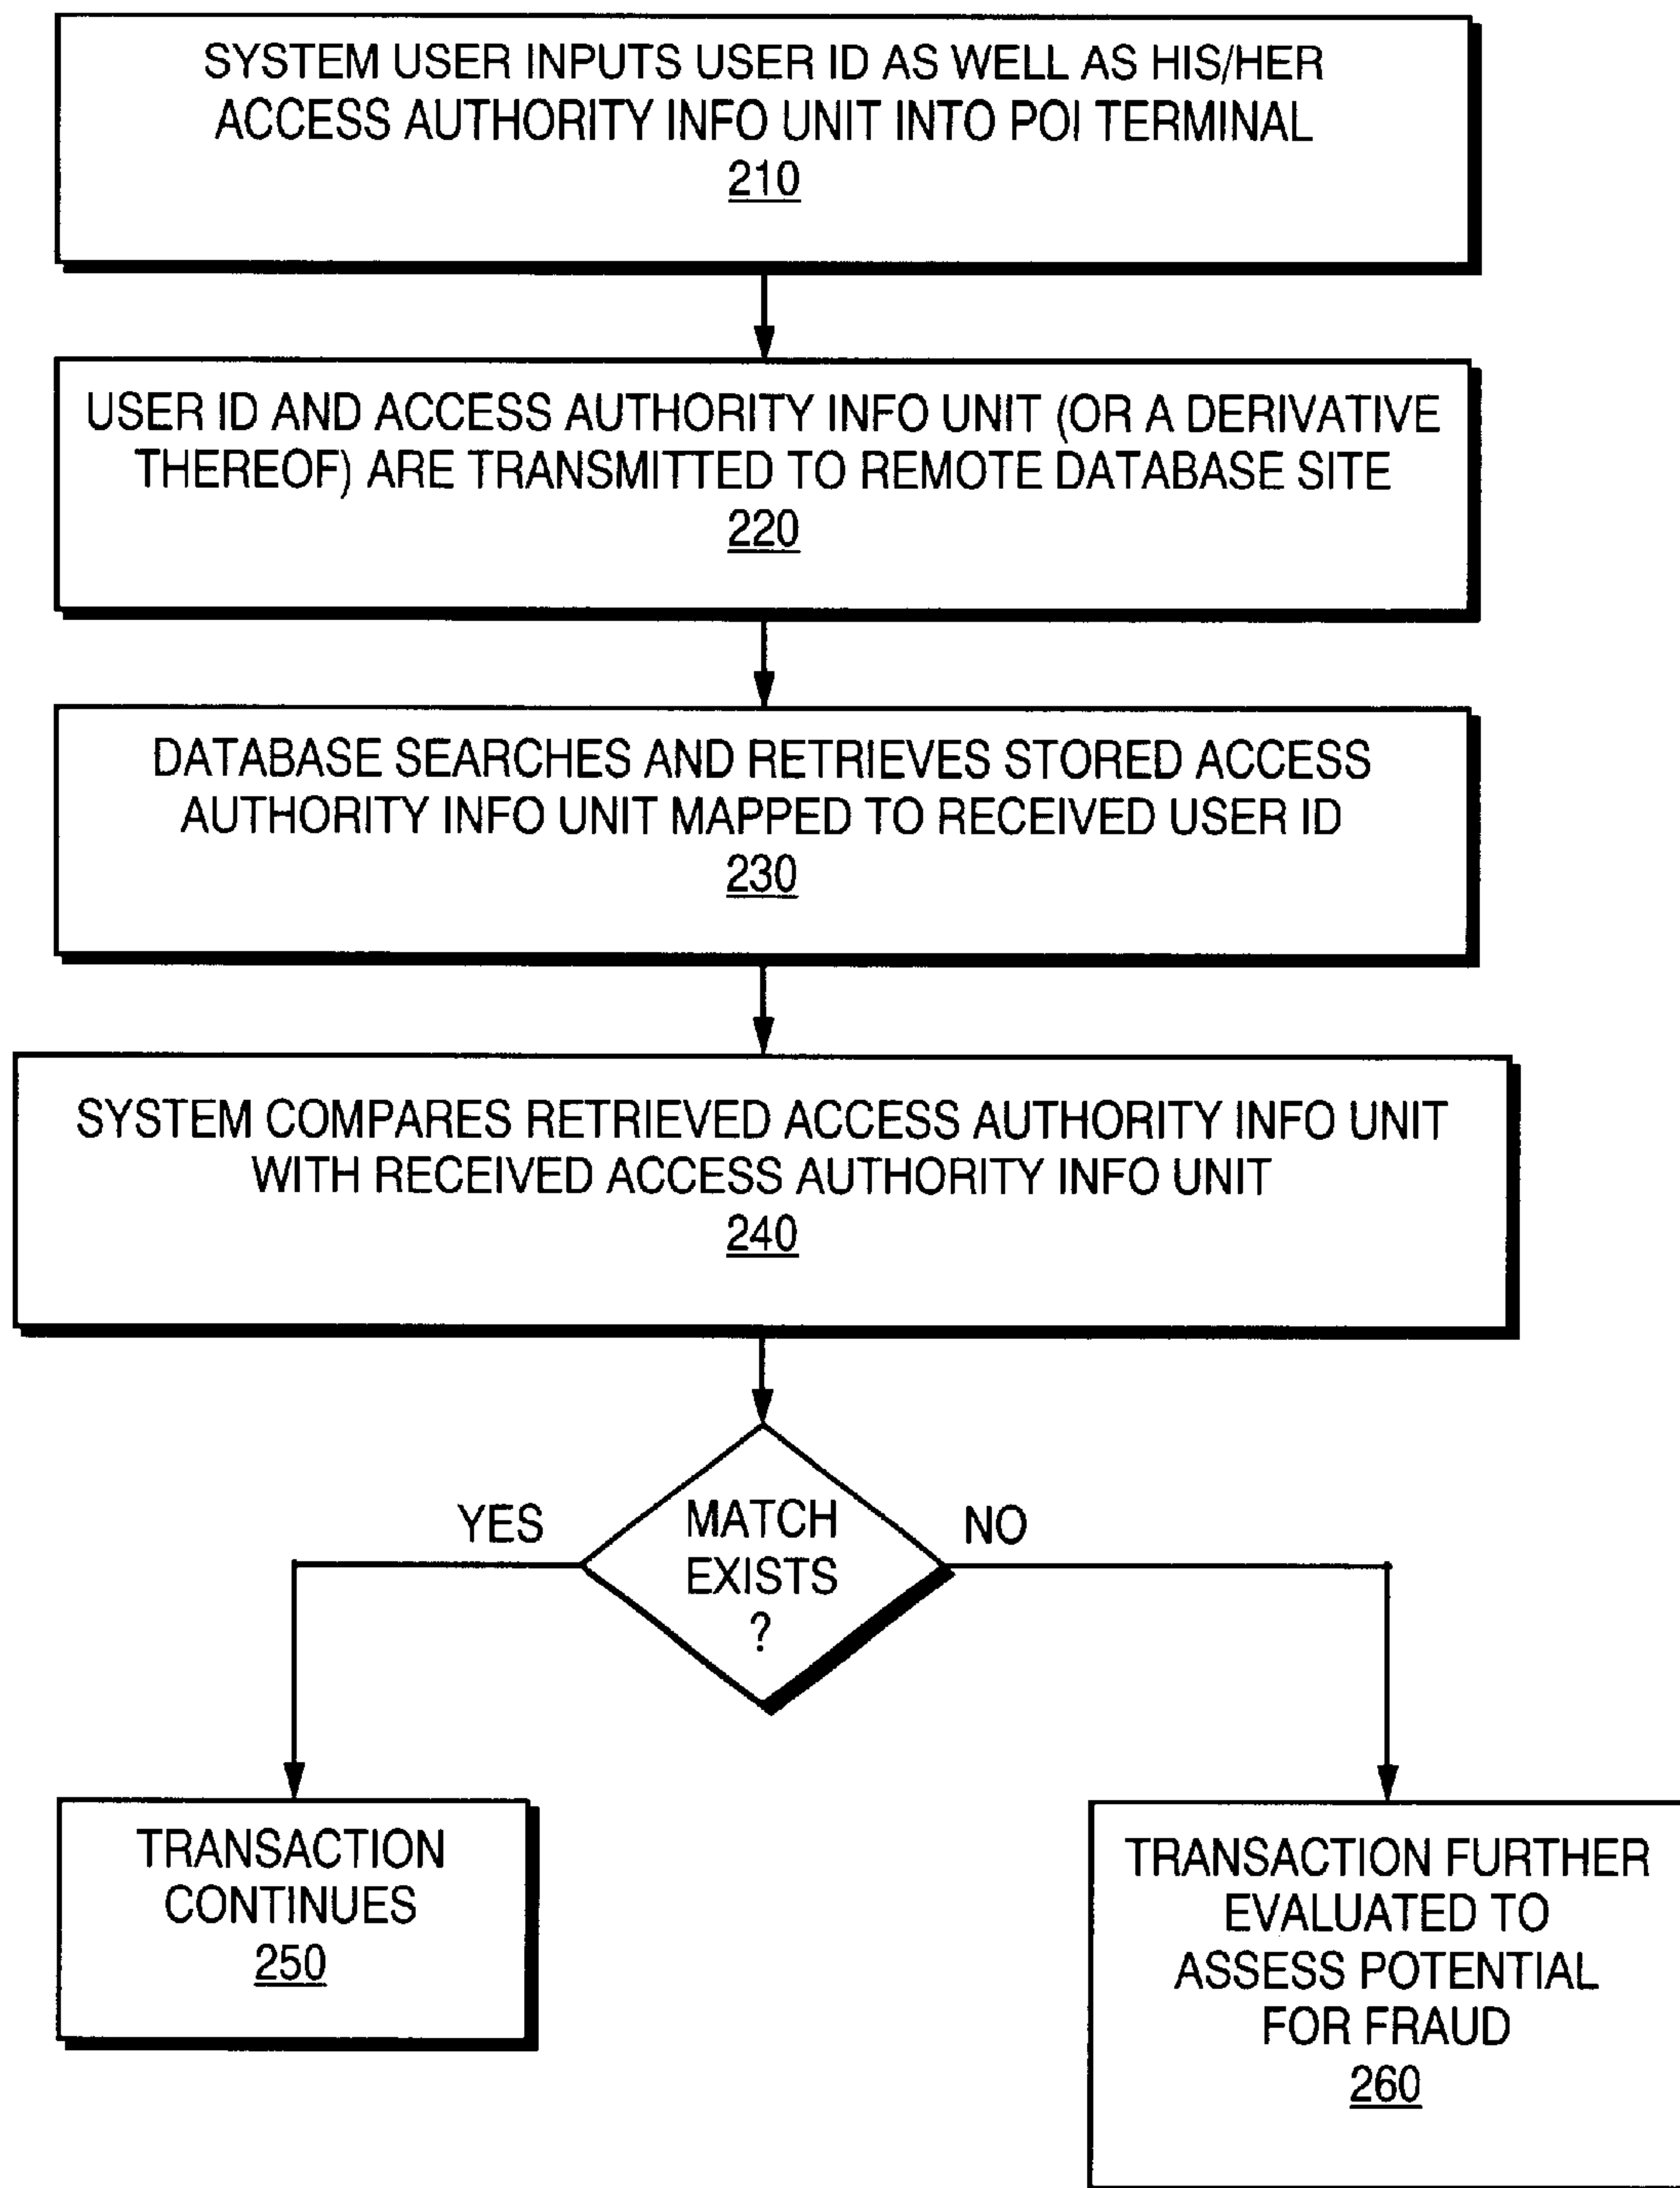 SYSTEM USER INPUTS USER ID AS WELL AS HIS/HER
ACCESS AUTHORITY INFO UNIT INTO POI TERMINAL
210
USER ID AND ACCESS AUTHORITY INFO UNIT (OR A DERIVATIVE
THEREOF) ARE TRANSMITTED TO REMOTE DATABASE SITE
220
DATABASE SEARCHES AND RETRIEVES STORED ACCESS
AUTHORITY INFO UNIT MAPPED TO RECEIVED USER ID
230
SYSTEM COMPARES RETRIEVED ACCESS AUTHORITY INFO UNIT
WITH RECEIVED ACCESS AUTHORITY INFO UNIT
240
YES
MATCH
EXISTS
?
NO
TRANSACTION
CONTINUES
250
TRANSACTION FURTHER
EVALUATED TO
ASSESS POTENTIAL
FOR FRAUD
260